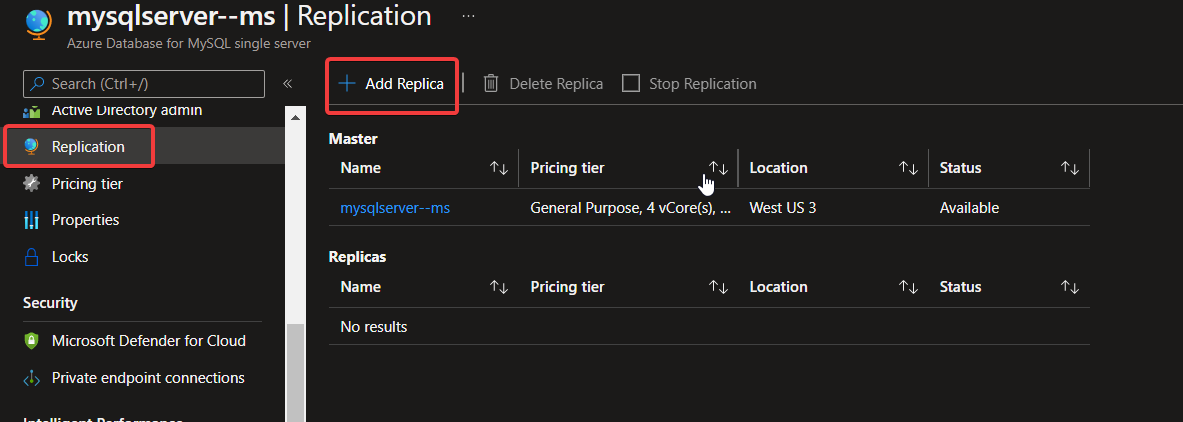 mysqlserver--ms | Replication ...
Azure Database for MySQL single server
Search (Ctrl+/)
«
Active Directory admin
Replication
Pricing tier
Properties
Locks
Security
Microsoft Defender for Cloud
Private endpoint connections
Intelligent Performance
+ Add Replica
Delete Replica
Stop Replication
Master
Name ↑↓ Pricing tier ↑↓ Location ↑↓ Status ↑↓
mysqlserver--ms General Purpose, 4 vCore(s), ... West US 3 Available
Replicas
Name ↑↓ Pricing tier ↑↓ Location ↑↓ Status ↑↓
No results